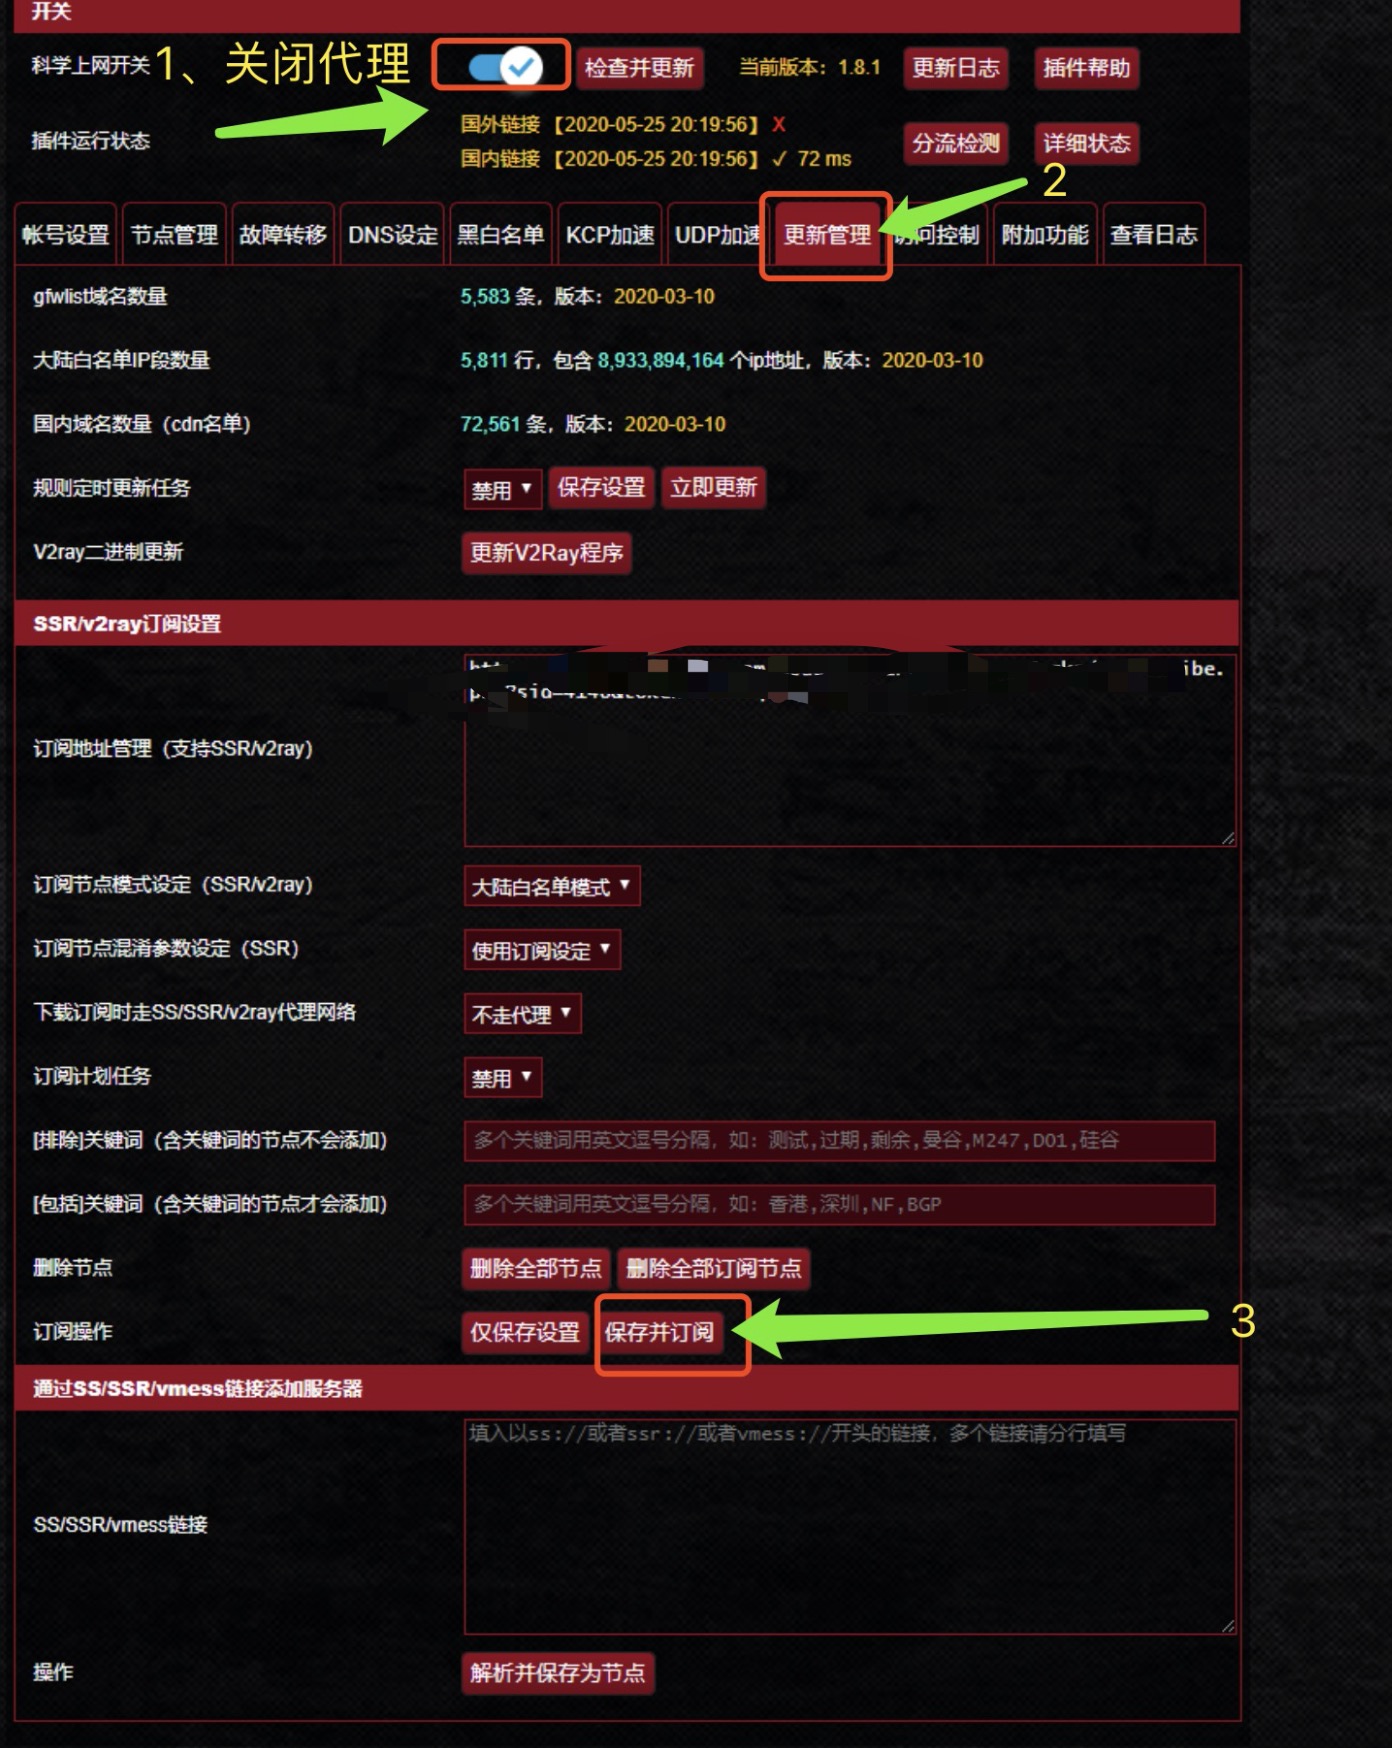 开关
科学上网开关 1、关闭代理 检查并更新 当前版本：1.8.1 更新日志 插件帮助
国外链接 【2020-05-25 20:19:56】 X
插件运行状态 分流检测 详细状态
国内链接 【2020-05-25 20:19:56】 ✓ 72 ms
2
帐号设置 节点管理 故障转移 DNS设定 黑白名单 KCP加速 UDP加速 更新管理 访问控制 附加功能 查看日志
gfwlist域名数量 5,583 条，版本：2020-03-10
大陆白名单IP段数量 5,811 行，包含 8,933,894,164 个ip地址，版本：2020-03-10
国内域名数量（cdn名单） 72,561 条，版本：2020-03-10
规则定时更新任务 禁用 保存设置 立即更新
V2ray二进制更新 更新V2Ray程序
SSR/v2ray订阅设置
ibe.
订阅地址管理（支持SSR/v2ray）
订阅节点模式设定（SSR/v2ray） 大陆白名单模式
订阅节点混淆参数设定（SSR） 使用订阅设定
下载订阅时走SS/SSR/v2ray代理网络 不走代理
订阅计划任务 禁用
[排除]关键词（含关键词的节点不会添加） 多个关键词用英文逗号分隔，如：测试,过期,剩余,曼谷,M247,D01,硅谷
[包括]关键词（含关键词的节点才会添加） 多个关键词用英文逗号分隔，如：香港,深圳,NF,BGP
删除节点 删除全部节点 删除全部订阅节点
订阅操作 仅保存设置 保存并订阅 3
通过SS/SSR/vmess链接添加服务器
填入以ss://或者ssr://或者vmess://开头的链接，多个链接请分行填写
SS/SSR/vmess链接
操作 解析并保存为节点